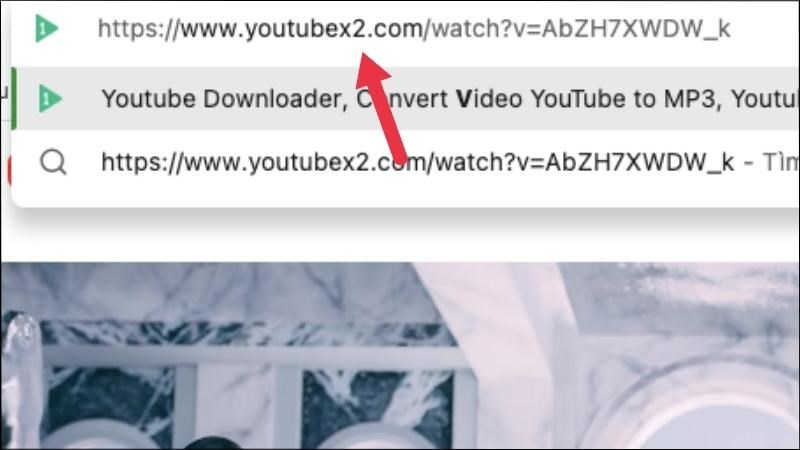 https://www.youtubex2.com/watch?v=AbZH7XWDW_k
Youtube Downloader, Convert Video YouTube to MP3,
https://www.youtubex2.com/watch?v=AbZH7XWDW_k - Tìm